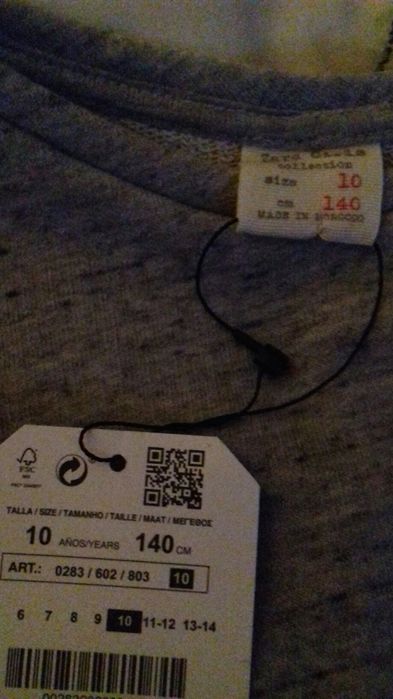 Zara Girls
collection
size 10
cm 140
MADE IN MOROCCO
FSC
TALLA / SIZE / TAMANHO / TAILLE / MAAT / ΜΕΓΕΘΟΣ
10 AÑOS/YEARS 140 CM
ART.: 0283 / 602 / 803 10
6 7 8 9 10 11-12 13-14